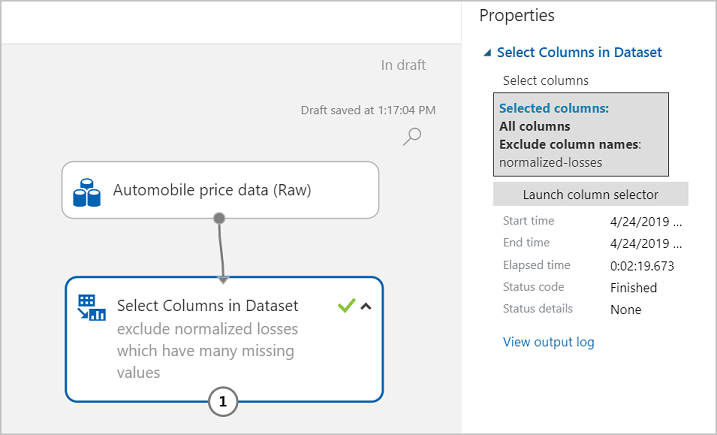 In draft
Draft saved at 1:17:04 PM
Automobile price data (Raw)
Select Columns in Dataset
exclude normalized losses
which have many missing
values
1
Properties
Select Columns in Dataset
Select columns
Selected columns:
All columns
Exclude column names:
normalized-losses
Launch column selector
Start time 4/24/2019 ...
End time 4/24/2019 ...
Elapsed time 0:02:19.673
Status code Finished
Status details None
View output log